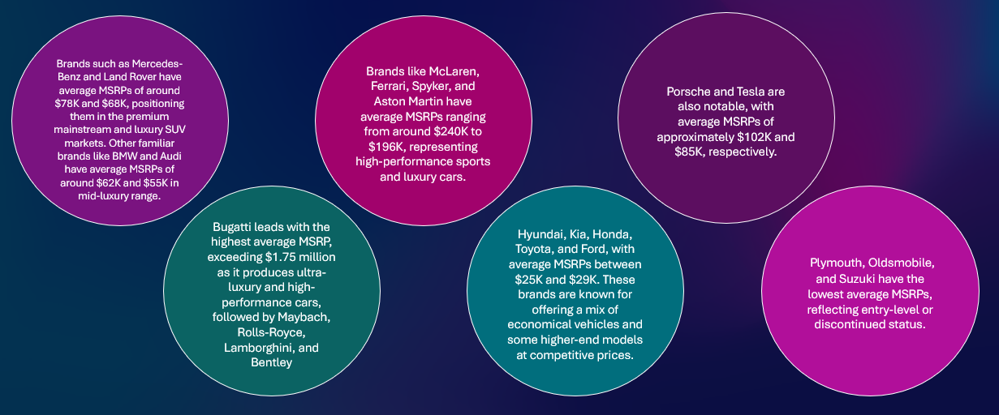 Brands such as Mercedes-
Benz and Land Rover have
average MSRPs of around
$78K and $68K, positioning
them in the premium
mainstream and luxury SUV
markets. Other familiar
brands like BMW and Audi
have average MSRPs of
around $62K and $55K in
mid-luxury range.
Bugatti leads with the
highest average MSRP,
exceeding $1.75 million
as it produces ultra-
luxury and high-
performance cars,
followed by Maybach,
Rolls-Royce,
Lamborghini, and
Bentley
Brands like McLaren,
Ferrari, Spyker, and
Aston Martin have
average MSRPs ranging
from around $240K to
$196K, representing
high-performance sports
and luxury cars.
Hyundai, Kia, Honda,
Toyota, and Ford, with
average MSRPs between
$25K and $29K. These
brands are known for
offering a mix of
economical vehicles and
some higher-end models
at competitive prices.
Porsche and Tesla are
also notable, with
average MSRPs of
approximately $102K and
$85K, respectively.
Plymouth, Oldsmobile,
and Suzuki have the
lowest average MSRPs,
reflecting entry-level or
discontinued status.